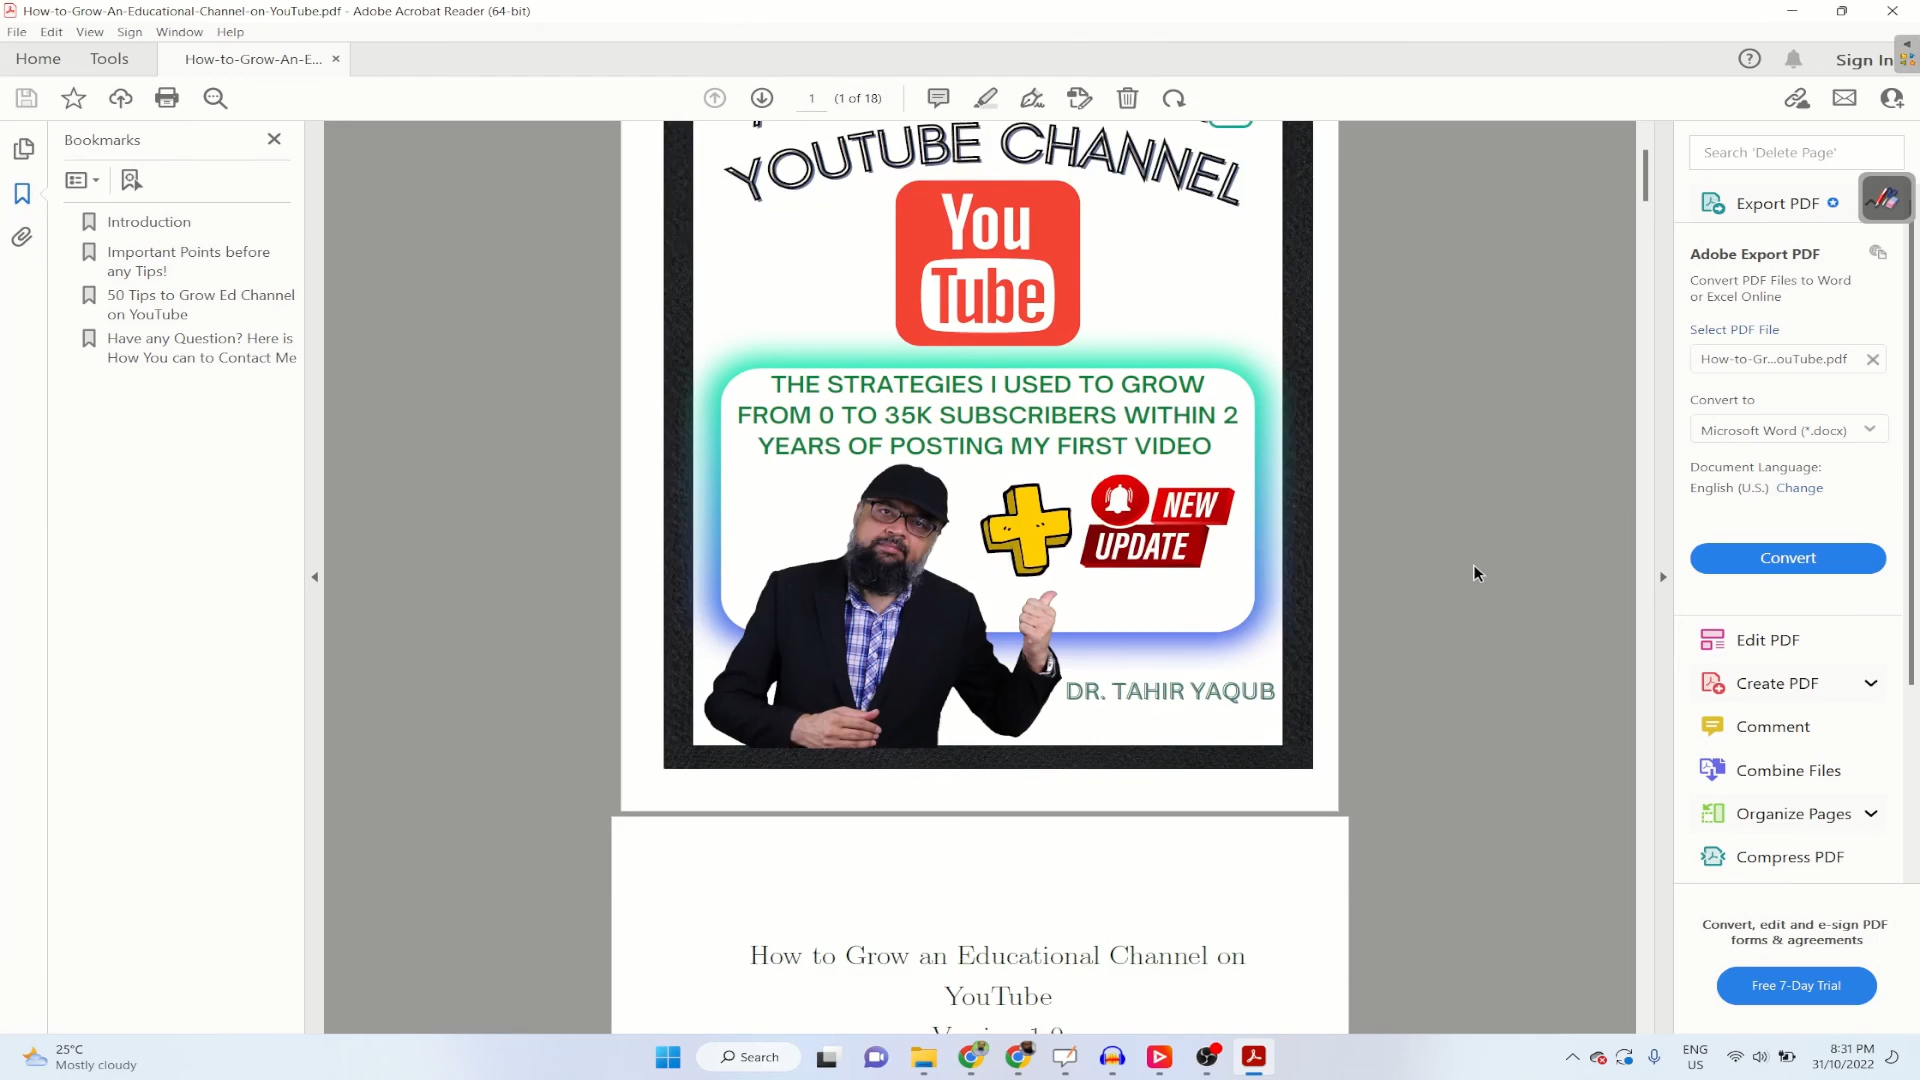 How-to-Grow-An-Educational-Channel-on-YouTube.pdf - Adobe Acrobat Reader (64-bit)
File Edit View Sign Window Help
Home Tools How-to-Grow-An-E... Sign In
1 (1 of 18)
Bookmarks
Introduction
Important Points before
any Tips!
50 Tips to Grow Ed Channel
on YouTube
Have any Question? Here is
How You can to Contact Me
YOUTUBE CHANNEL
You
Tube
THE STRATEGIES I USED TO GROW
FROM 0 TO 35K SUBSCRIBERS WITHIN 2
YEARS OF POSTING MY FIRST VIDEO
NEW
UPDATE
DR. TAHIR YAQUB
How to Grow an Educational Channel on
YouTube
Search 'Delete Page'
Export PDF
Adobe Export PDF
Convert PDF Files to Word
or Excel Online
Select PDF File
How-to-Gr...ouTube.pdf
Convert to
Microsoft Word (*.docx)
Document Language:
English (U.S.) Change
Convert
Edit PDF
Create PDF
Comment
Combine Files
Organize Pages
Compress PDF
Convert, edit and e-sign PDF
forms & agreements
Free 7-Day Trial
25°C
Mostly cloudy
Search
ENG
US
8:31 PM
31/10/2022